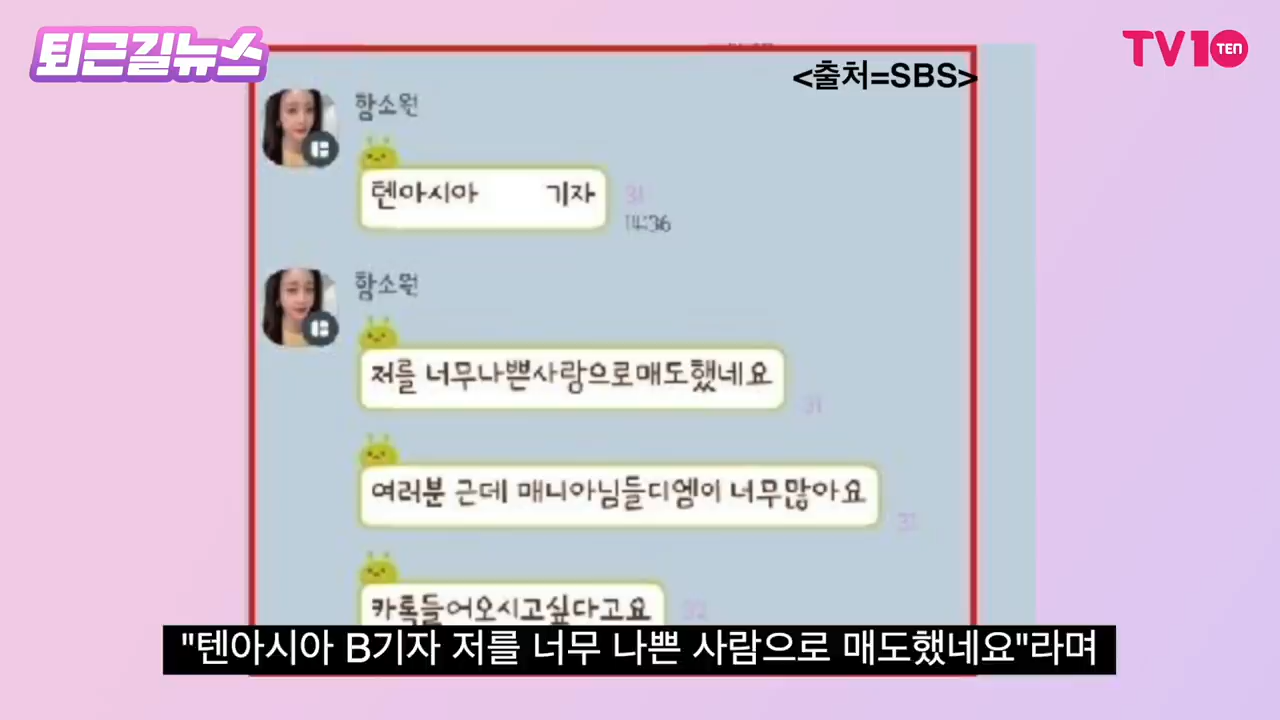 퇴근길뉴스
TV10
TEN
<출처=SBS>
함소원
텐아시아 기자
31
14:36
함소원
저를 너무나쁜사람으로매도했네요
31
여러분 근데 매니아님들디엠이 너무많아요
카톡들어오시고싶다고요
"텐아시아 B기자 저를 너무 나쁜 사람으로 매도했네요"라며